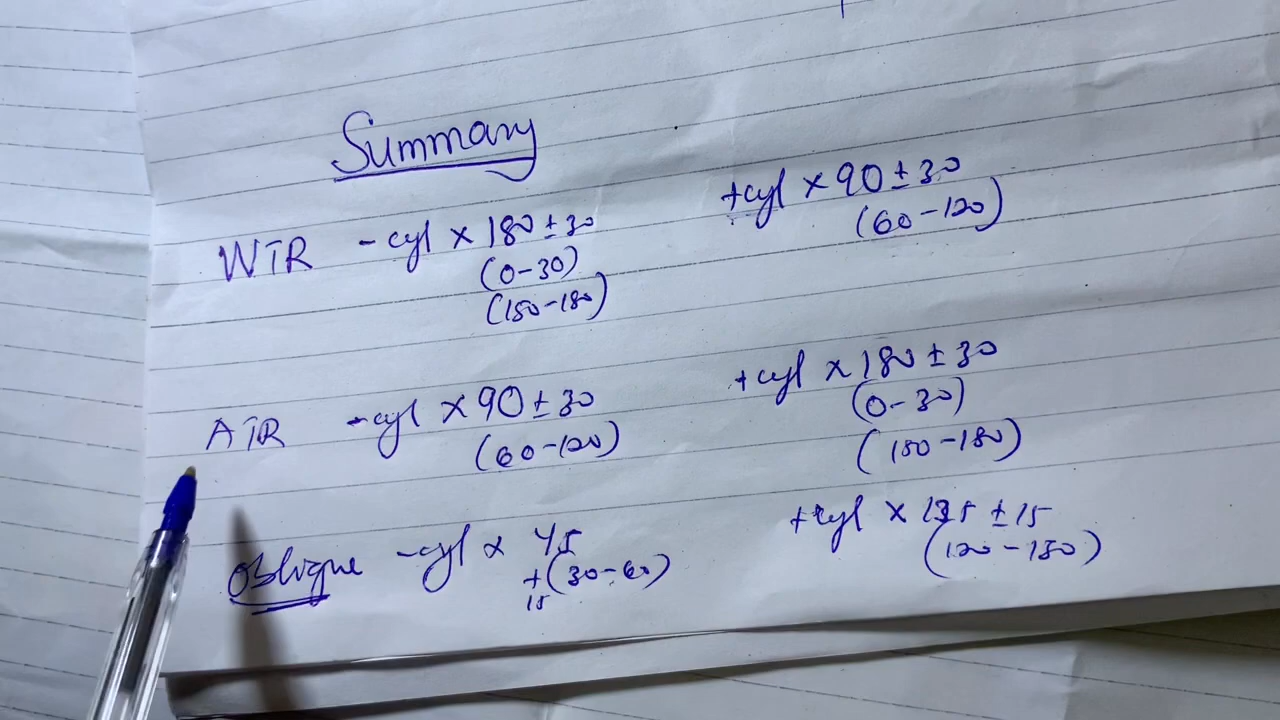 Summary
WTR -cyl × 180 ± 30 +cyl × 90 ± 30
(0-30) (60-120)
(150-180)
ATR -cyl × 90 ± 30 +cyl × 180 ± 30
(60-120) (0-30)
(150-180)
Oblique -cyl × 45 +cyl × 135 ± 15
± (30-60) (120-150)
15